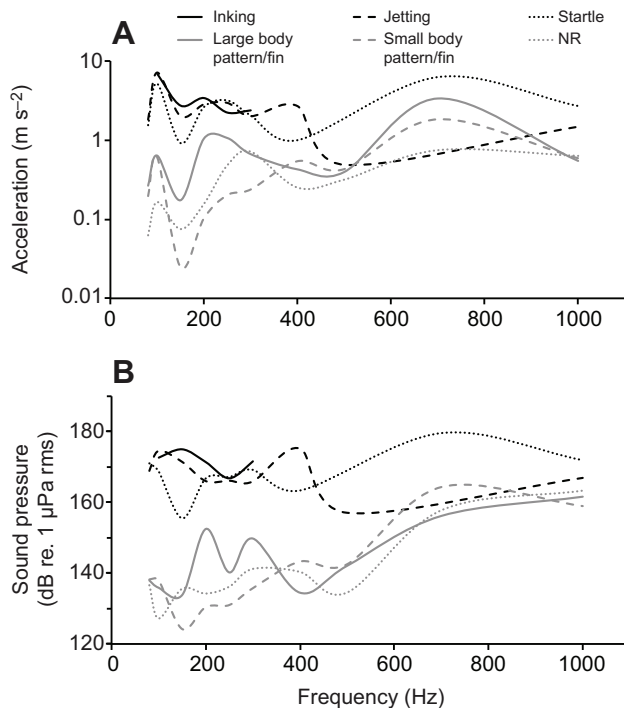 Inking Jetting Startle
Large body pattern/fin Small body pattern/fin NR
A
Acceleration (m s–2)
10
1
0.1
0.01
0 200 400 600 800 1000
B
Sound pressure
(dB re. 1 µPa rms)
180
160
140
120
0 200 400 600 800 1000
Frequency (Hz)